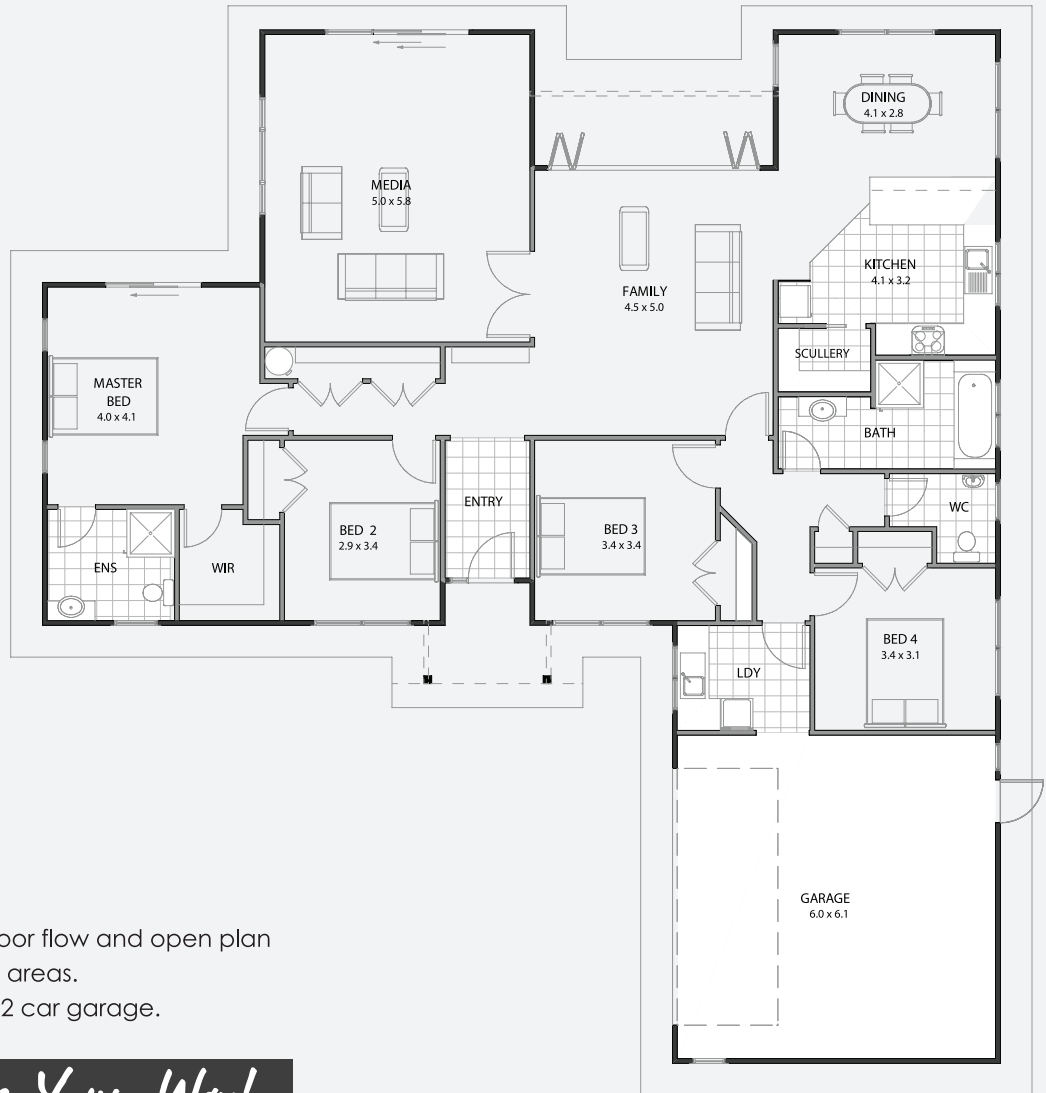 DINING
4.1 x 2.8
MEDIA
5.0 x 5.8
KITCHEN
4.1 x 3.2
FAMILY
4.5 x 5.0
SCULLERY
MASTER
BED
4.0 x 4.1
BATH
ENTRY
WC
BED 2
2.9 x 3.4
BED 3
3.4 x 3.4
ENS
WIR
BED 4
3.4 x 3.1
LDY
GARAGE
6.0 x 6.1
oor flow and open plan
areas.
2 car garage.